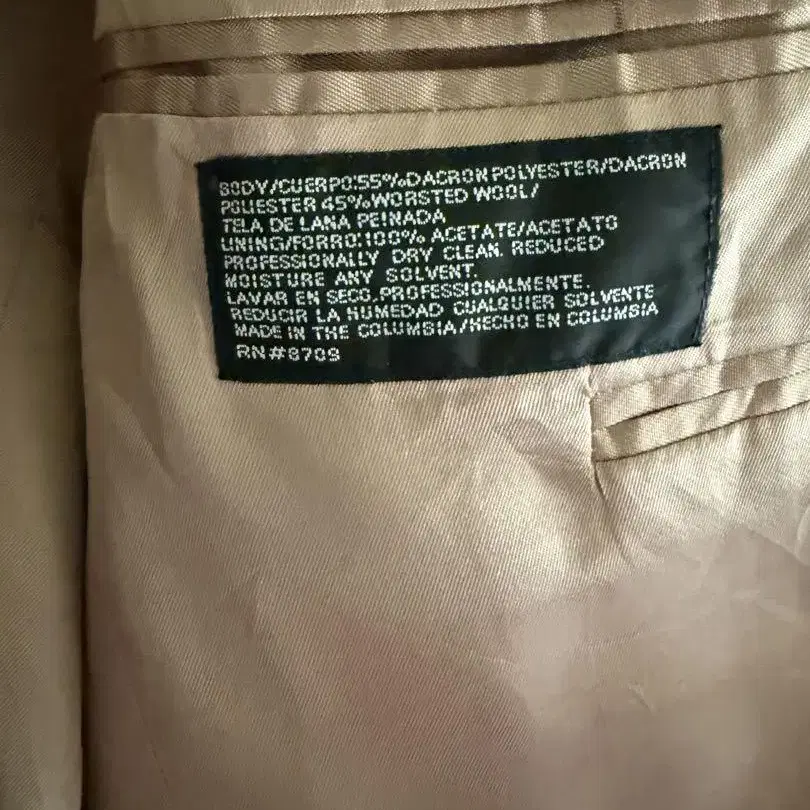 BODY/CUERPO:55%DACRON POLYESTER/DACRON
POLIESTER 45%WORSTED WOOL/
TELA DE LANA PEINADA
LINING/FORRO:100% ACETATE/ACETATO
PROFESSIONALLY DRY CLEAN. REDUCED
MOISTURE ANY SOLVENT.
LAVAR EN SECO.PROFESSIONALMENTE.
REDUCIR LA HUMEDAD CUALQUIER SOLVENTE
MADE IN THE COLUMBIA/HECHO EN COLUMBIA
RN#8709